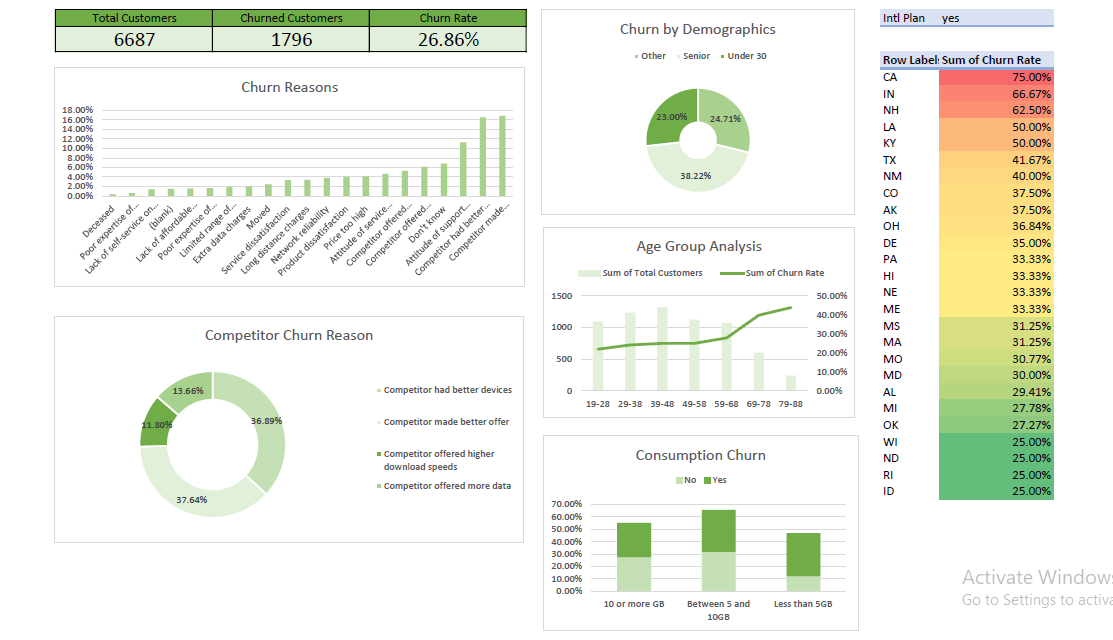 Total Customers Churned Customers Churn Rate
6687 1796 26.86%
Churn Reasons
18.00%
16.00%
14.00%
12.00%
10.00%
8.00%
6.00%
4.00%
2.00%
0.00%
Deceased
Poor expertise of...
Lack of self-service on...
(blank)
Lack of affordable...
Poor expertise of...
Limited range of...
Extra data charges
Moved
Service dissatisfaction
Long distance charges
Network reliability
Product dissatisfaction
Price too high
Attitude of service...
Competitor offered...
Competitor offered...
Don't know
Attitude of support...
Competitor had better...
Competitor made...
Competitor Churn Reason
13.66%
36.89%
11.80%
37.64%
Competitor had better devices
Competitor made better offer
Competitor offered higher
download speeds
Competitor offered more data
Churn by Demographics
Other Senior Under 30
23.00% 24.71%
38.22%
Age Group Analysis
Sum of Total Customers Sum of Churn Rate
1500 50.00%
40.00%
1000 30.00%
500 20.00%
10.00%
0 0.00%
19-28 29-38 39-48 49-58 59-68 69-78 79-88
Consumption Churn
No Yes
70.00%
60.00%
50.00%
40.00%
30.00%
20.00%
10.00%
0.00%
10 or more GB Between 5 and Less than 5GB
10GB
Intl Plan yes
Row Labels Sum of Churn Rate
CA 75.00%
IN 66.67%
NH 62.50%
LA 50.00%
KY 50.00%
TX 41.67%
NM 40.00%
CO 37.50%
AK 37.50%
OH 36.84%
DE 35.00%
PA 33.33%
HI 33.33%
NE 33.33%
ME 33.33%
MS 31.25%
MA 31.25%
MO 30.77%
MD 30.00%
AL 29.41%
MI 27.78%
OK 27.27%
WI 25.00%
ND 25.00%
RI 25.00%
ID 25.00%
Activate Windows
Go to Settings to activa